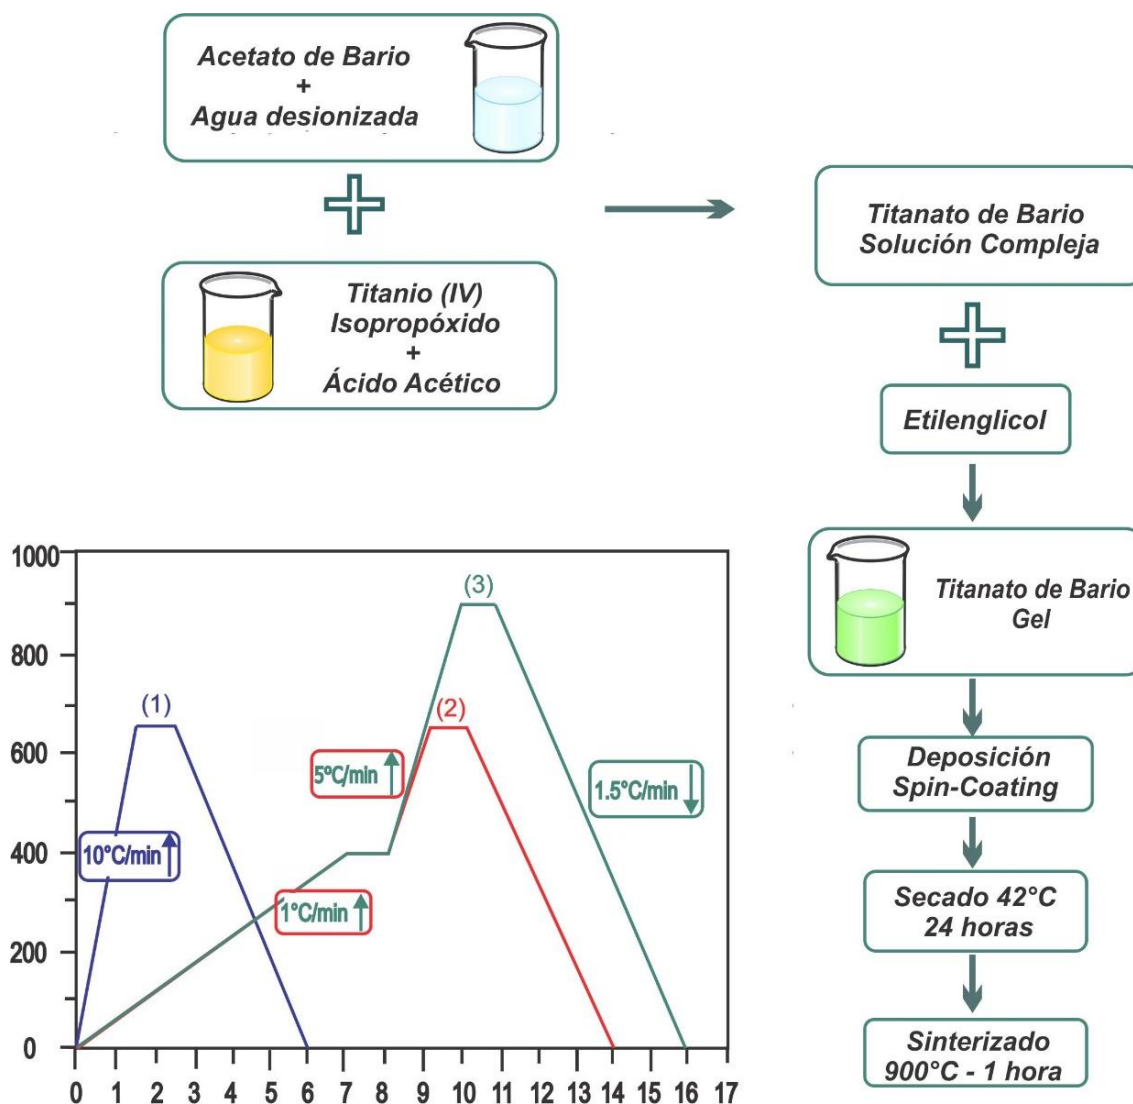 Acetato de Bario
+
Agua desionizada
Titanio (IV)
Isopropóxido
+
Ácido Acético
Titanato de Bario
Solución Compleja
Etilenglicol
Titanato de Bario
Gel
Deposición
Spin-Coating
Secado 42°C
24 horas
Sinterizado
900°C - 1 hora
1000
800
600
400
200
0
(1)
(2)
(3)
10°C/min
1°C/min
5°C/min
1.5°C/min
0 1 2 3 4 5 6 7 8 9 10 11 12 13 14 15 16 17